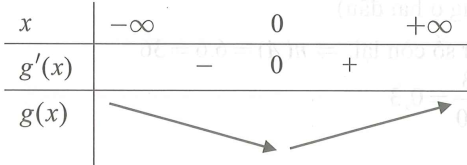 x −∞ 0 +∞
g′(x) − 0 +
g(x)